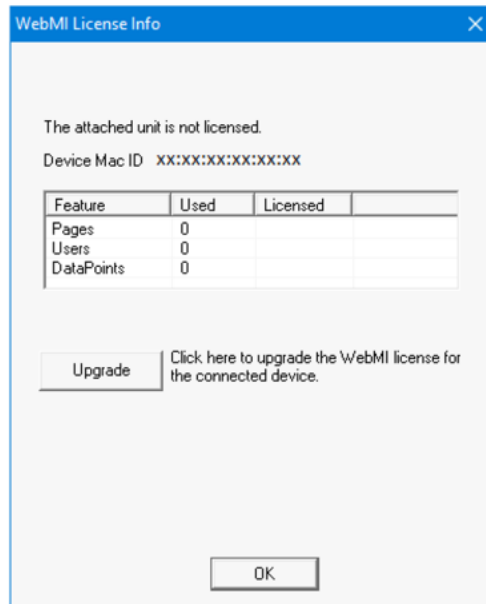 WebMI License Info
The attached unit is not licensed.
Device Mac ID xx:xx:xx:xx:xx:xx
Feature Used Licensed
Pages 0
Users 0
DataPoints 0
Upgrade
Click here to upgrade the WebMI license for
the connected device.
OK